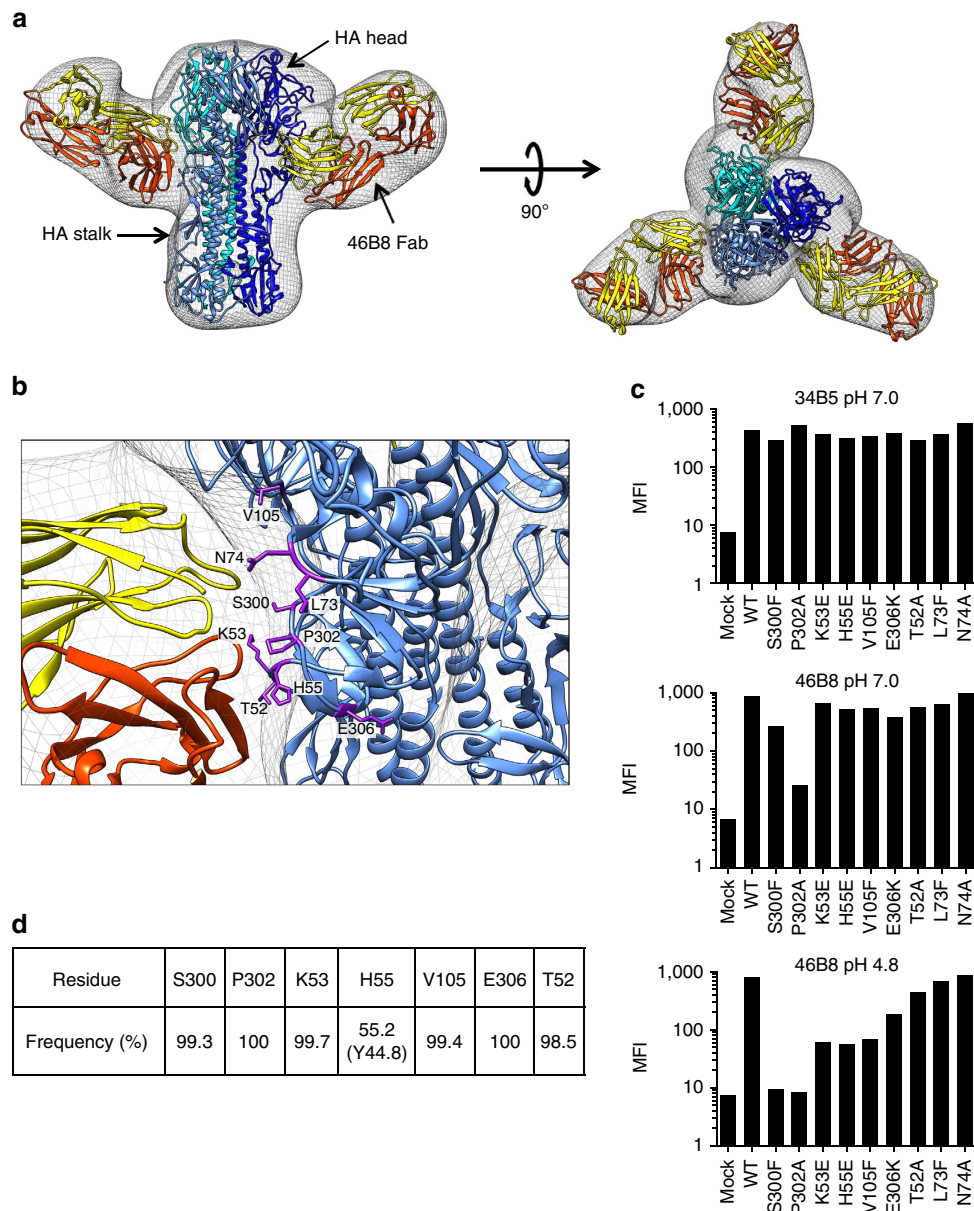 a
HA head
HA stalk
46B8 Fab
90°
b
V105
N74
S300
L73
K53
P302
H55
T52
E306
c
34B5 pH 7.0
MFI
1,000
100
10
1
Mock
WT
S300F
P302A
K53E
H55E
V105F
E306K
T52A
L73F
N74A
46B8 pH 7.0
MFI
1,000
100
10
1
Mock
WT
S300F
P302A
K53E
H55E
V105F
E306K
T52A
L73F
N74A
46B8 pH 4.8
MFI
1,000
100
10
1
Mock
WT
S300F
P302A
K53E
H55E
V105F
E306K
T52A
L73F
N74A
d
Residue S300 P302 K53 H55 V105 E306 T52
Frequency (%) 99.3 100 99.7 55.2 (Y44.8) 99.4 100 98.5